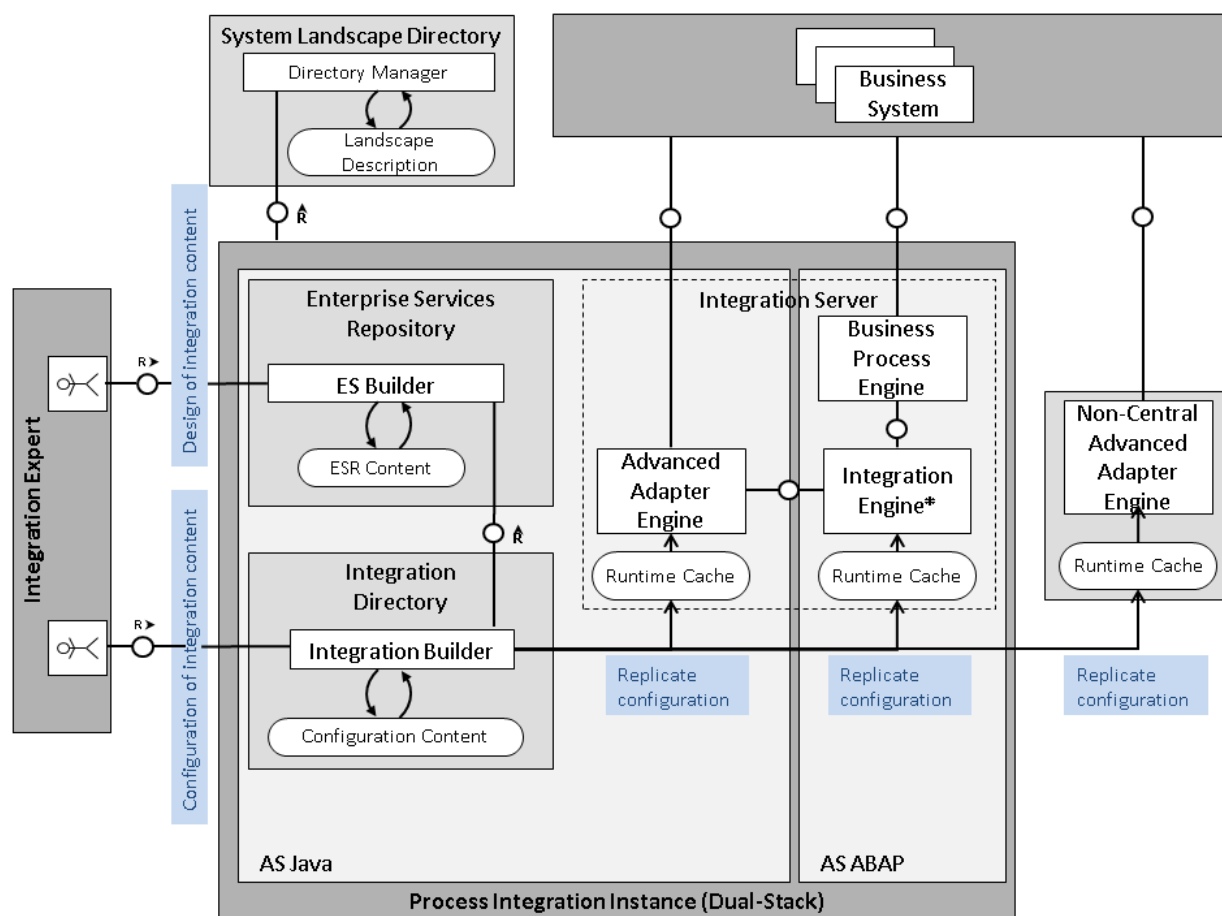 System Landscape Directory
Directory Manager
Landscape
Description
Business
System
R
Design of integration content
Integration Expert
R
Enterprise Services
Repository
ES Builder
ESR Content
R
Integration Server
Business
Process
Engine
Advanced
Adapter
Engine
Integration
Engine*
Non-Central
Advanced
Adapter
Engine
Runtime Cache
Runtime Cache
Runtime Cache
Configuration of integration content
R
Integration
Directory
Integration Builder
Configuration Content
Replicate
configuration
Replicate
configuration
Replicate
configuration
AS Java
AS ABAP
Process Integration Instance (Dual-Stack)